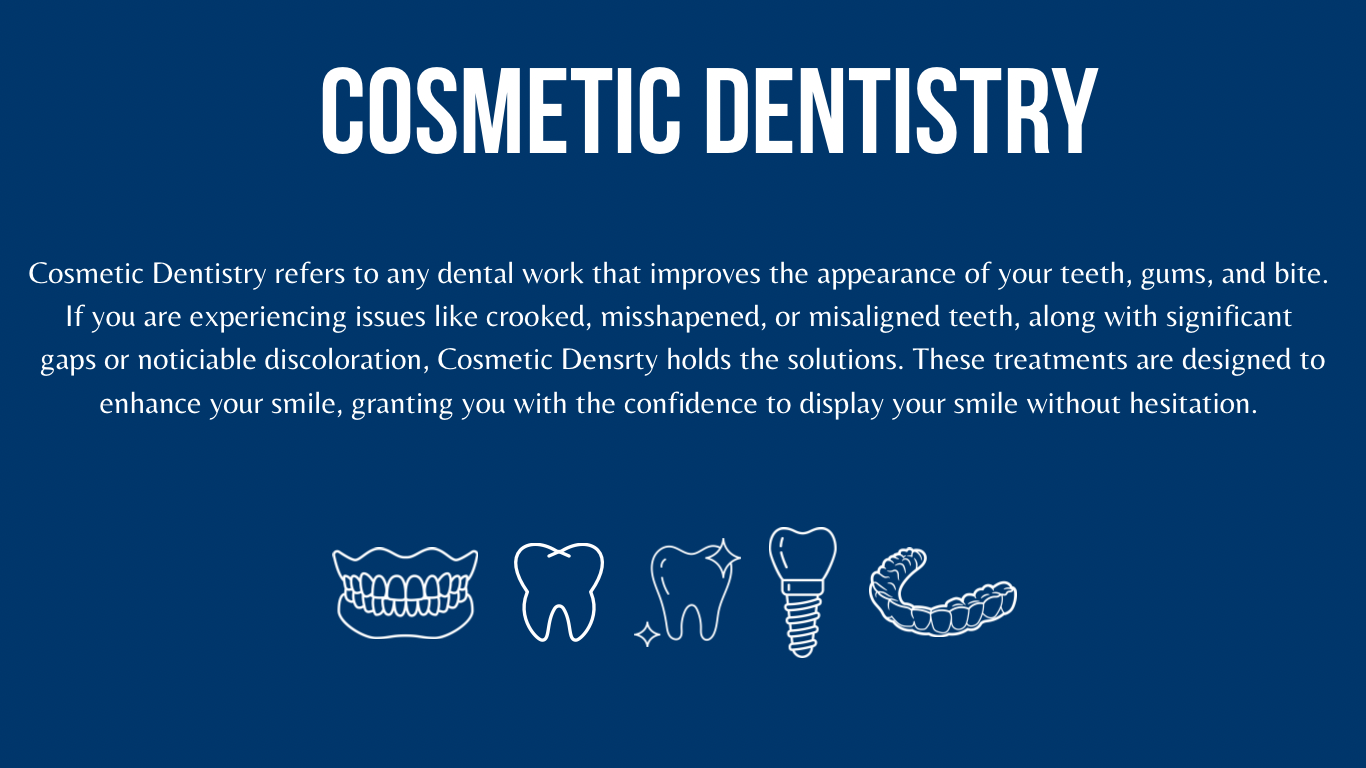 COSMETIC DENTISTRY
Cosmetic Dentistry refers to any dental work that improves the appearance of your teeth, gums, and bite.
If you are experiencing issues like crooked, misshapened, or misaligned teeth, along with significant
gaps or noticiable discoloration, Cosmetic Densrty holds the solutions. These treatments are designed to
enhance your smile, granting you with the confidence to display your smile without hesitation.